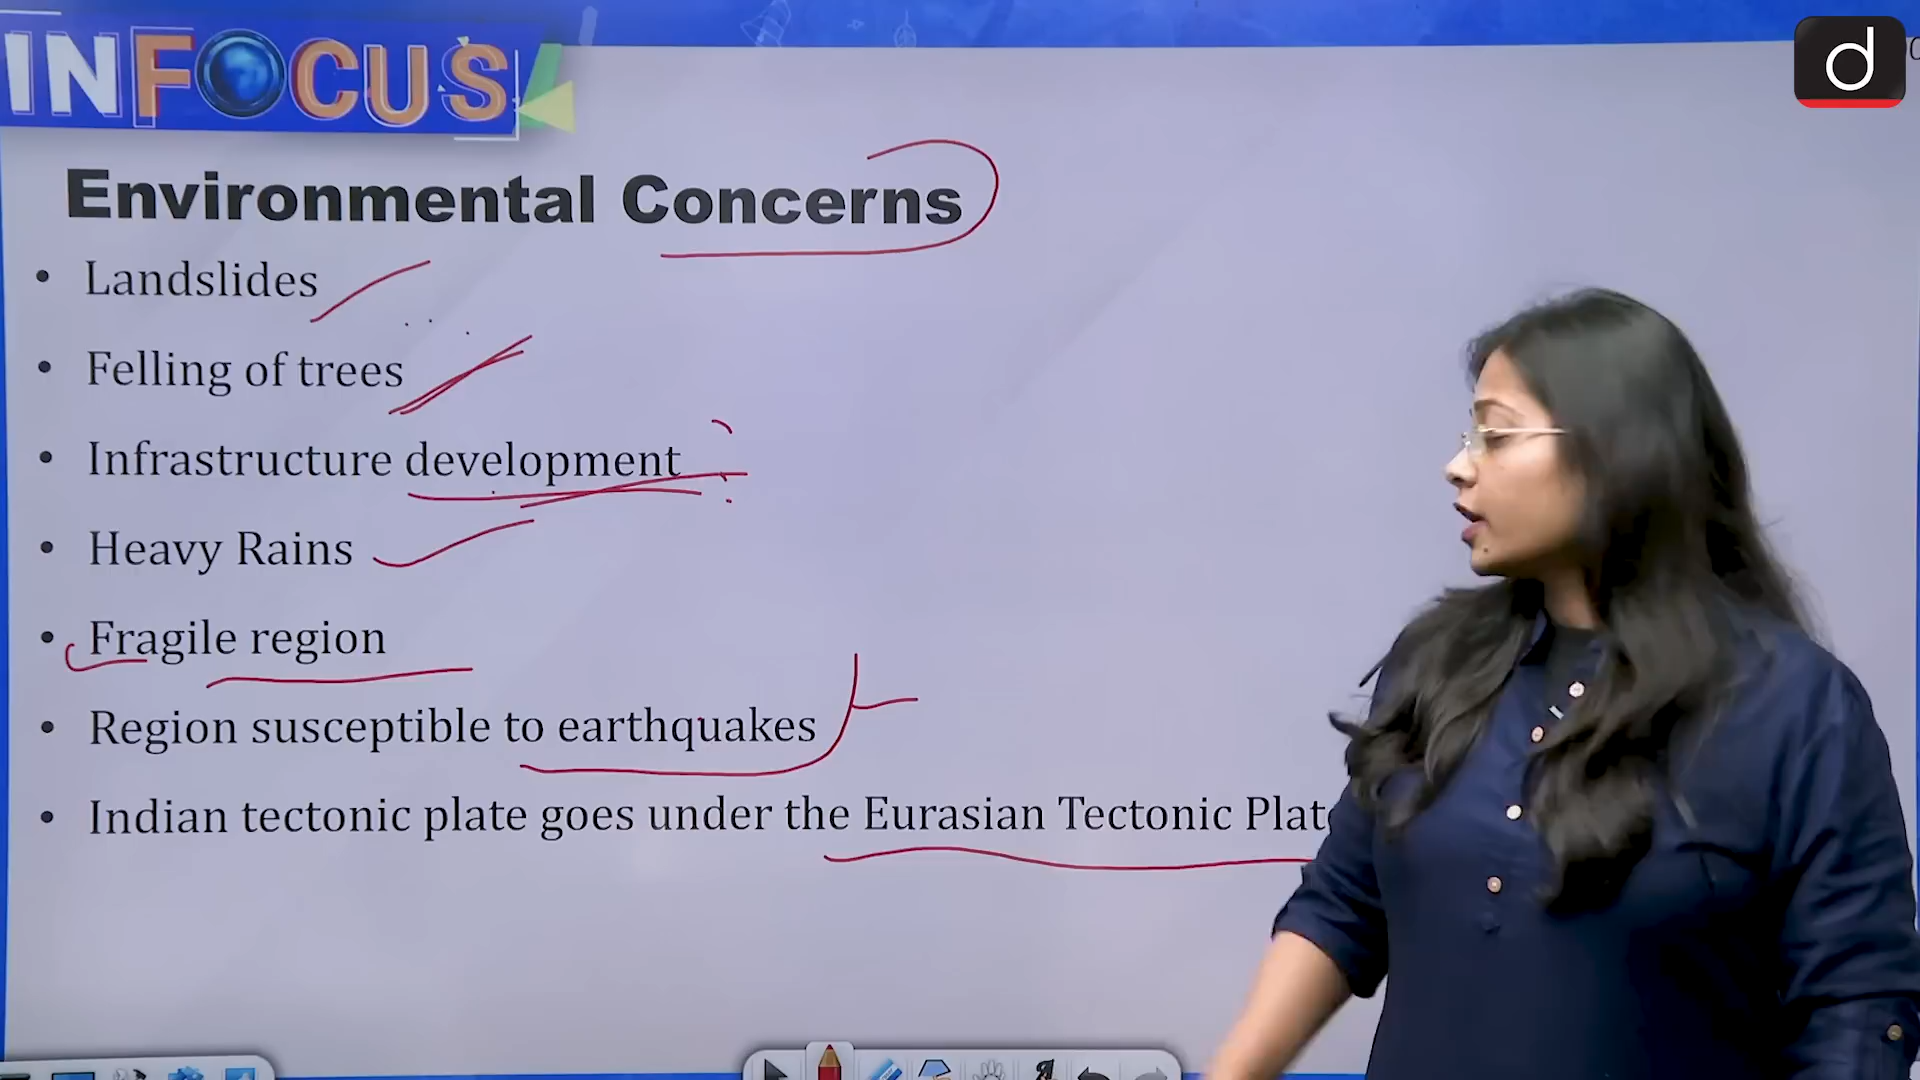 INFOCUS
d
Environmental Concerns
• Landslides
• Felling of trees
• Infrastructure development
• Heavy Rains
• Fragile region
• Region susceptible to earthquakes
• Indian tectonic plate goes under the Eurasian Tectonic Plate